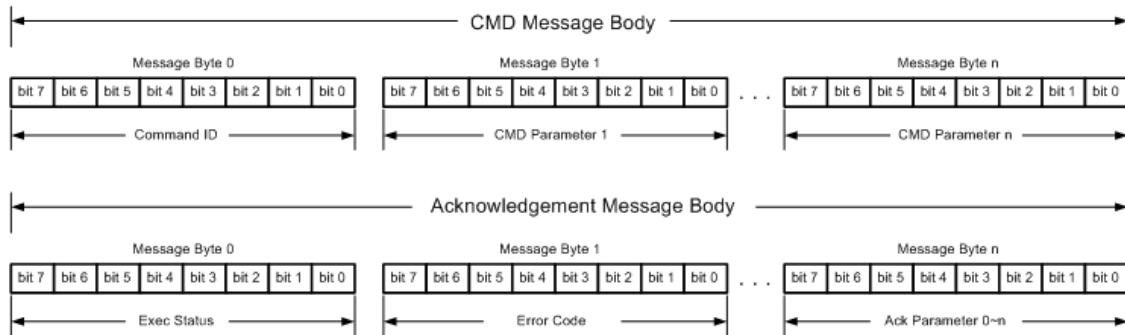 CMD Message Body
Message Byte 0 Message Byte 1 Message Byte n
bit 7 bit 6 bit 5 bit 4 bit 3 bit 2 bit 1 bit 0 bit 7 bit 6 bit 5 bit 4 bit 3 bit 2 bit 1 bit 0 . . . bit 7 bit 6 bit 5 bit 4 bit 3 bit 2 bit 1 bit 0
Command ID CMD Parameter 1 CMD Parameter n
Acknowledgement Message Body
Message Byte 0 Message Byte 1 Message Byte n
bit 7 bit 6 bit 5 bit 4 bit 3 bit 2 bit 1 bit 0 bit 7 bit 6 bit 5 bit 4 bit 3 bit 2 bit 1 bit 0 . . . bit 7 bit 6 bit 5 bit 4 bit 3 bit 2 bit 1 bit 0
Exec Status Error Code Ack Parameter 0~n